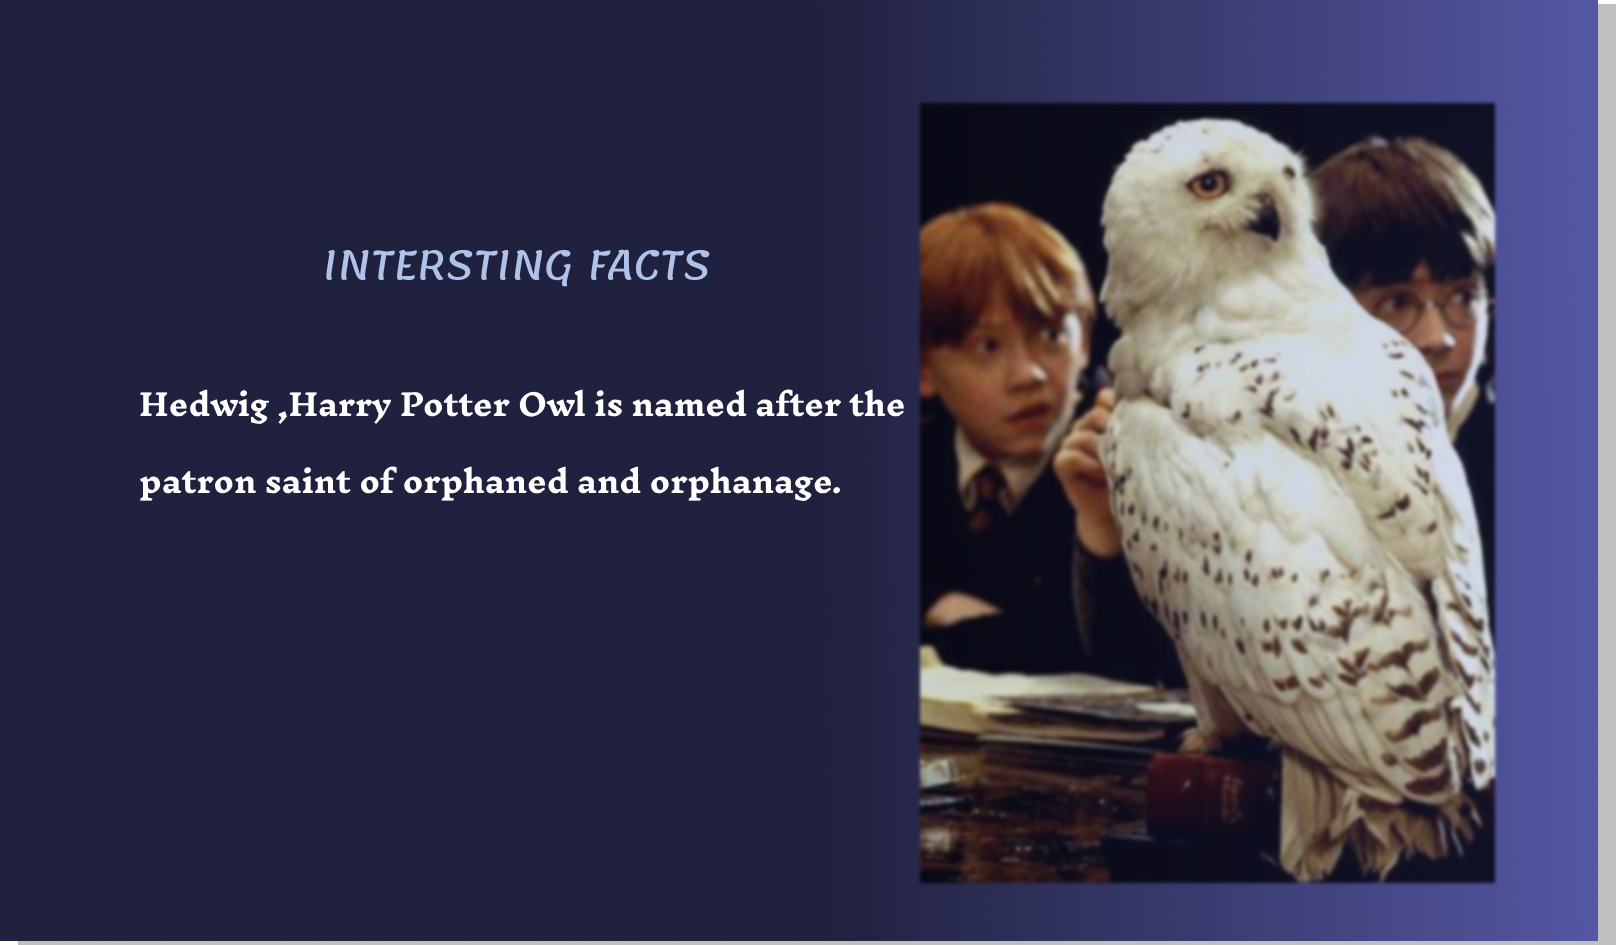 INTERSTING FACTS
Hedwig ,Harry Potter Owl is named after the
patron saint of orphaned and orphanage.